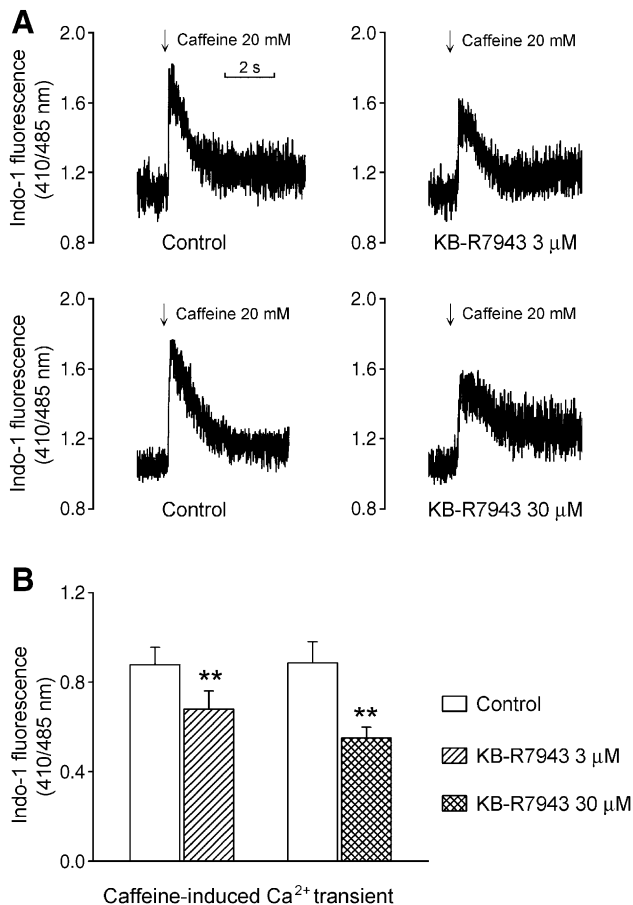 A
Indo-1 fluorescence
(410/485 nm)
2.0
1.6
1.2
0.8
Caffeine 20 mM
2 s
Control
2.0
1.6
1.2
0.8
Caffeine 20 mM
KB-R7943 3 μM
Indo-1 fluorescence
(410/485 nm)
2.0
1.6
1.2
0.8
Caffeine 20 mM
Control
2.0
1.6
1.2
0.8
Caffeine 20 mM
KB-R7943 30 μM
B
Indo-1 fluorescence
(410/485 nm)
1.2
0.8
0.4
0.0
**
**
Control
KB-R7943 3 μM
KB-R7943 30 μM
Caffeine-induced Ca²⁺ transient